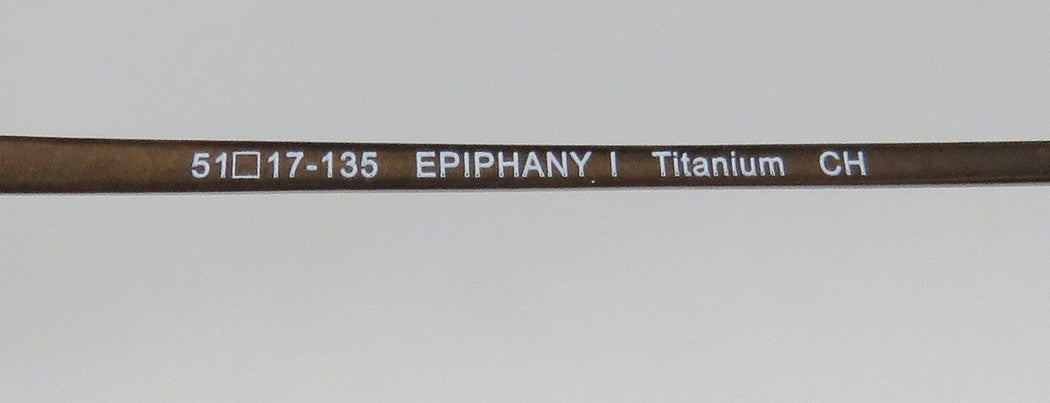 51□17-135 EPIPHANY I Titanium CH